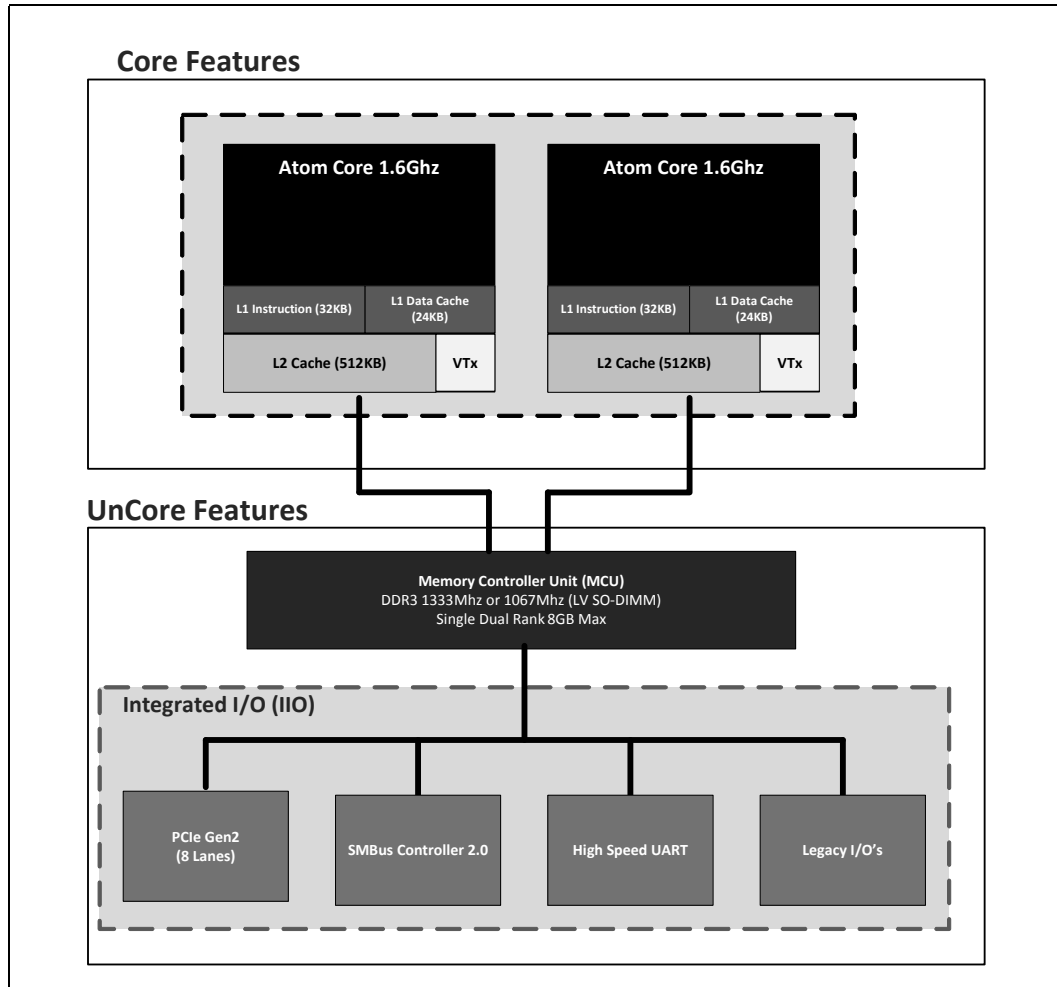 Core Features
Atom Core 1.6Ghz
L1 Instruction (32KB)
L1 Data Cache
(24KB)
L2 Cache (512KB)
VTx
Atom Core 1.6Ghz
L1 Instruction (32KB)
L1 Data Cache
(24KB)
L2 Cache (512KB)
VTx
UnCore Features
Memory Controller Unit (MCU)
DDR3 1333Mhz or 1067Mhz (LV SO-DIMM)
Single Dual Rank 8GB Max
Integrated I/O (IIO)
PCIe Gen2
(8 Lanes)
SMBus Controller 2.0
High Speed UART
Legacy I/O's